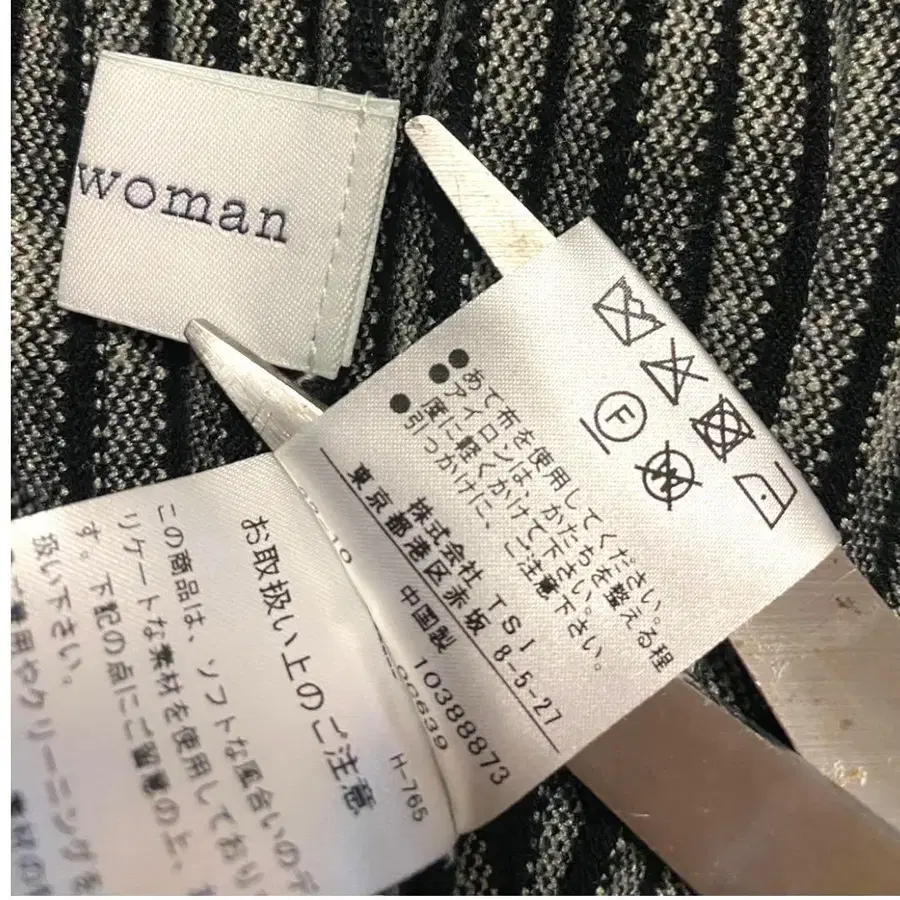 woman
F
W
●あて布を使用してください。
●アイロンは、かたちを整える程
度に軽くかけて下さい。
●引っかけに、ご注意下さい。
株式会社 TSI
東京都港区赤坂 8-5-27
中国製 10388873
H-765
お取扱い上のご注意
この商品は、ソフトな風合いのデ
リケートな素材を使用しており
す。下記の点にご留意の上、
扱い下さい。